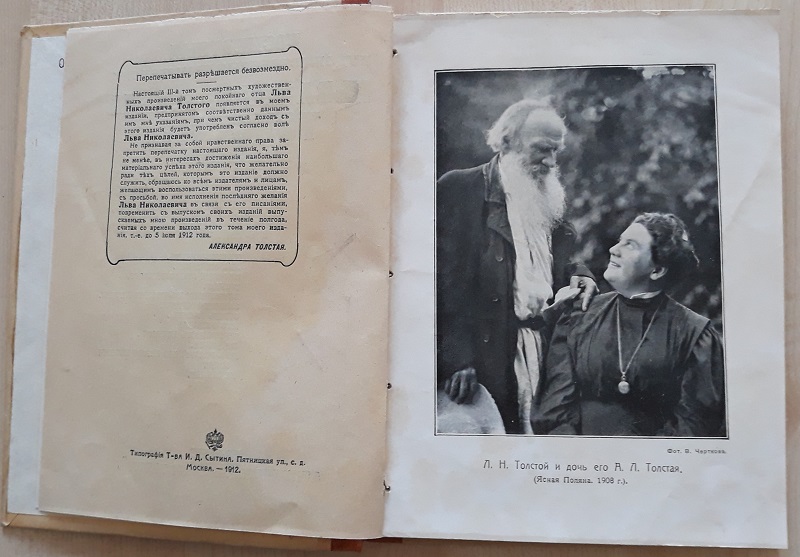 Перепечатывать разрѣшается безвозмездно.
Настоящій III-й томъ посмертныхъ художествен-
ныхъ произведеній моего покойнаго отца Льва
Николаевича Толстого появляется въ моемъ
изданіи, предпринятомъ соотвѣтственно даннымъ
имъ мнѣ указаніямъ, при чемъ чистый доходъ съ
этого изданія будетъ употребленъ согласно волѣ
Льва Николаевича.
Не признавая за собой нравственнаго права за-
претить перепечатку настоящаго изданія, я, тѣмъ
не менѣе, въ интересахъ достиженія наибольшаго
матеріальнаго успѣха этого изданія, что желательно
ради тѣхъ цѣлей, которымъ это изданіе должно
служить, обращаюсь ко всѣмъ издателямъ и лицамъ,
желающимъ воспользоваться этими произведеніями,
съ просьбой, во имя исполненія послѣдняго желанія
Льва Николаевича въ связи съ его писаніями,
повременить съ выпускомъ своихъ изданій выпу-
скаемыхъ мною произведеній въ теченіе полгода,
считая со времени выхода этого тома моего изда-
нія, т.-е. до 5 іюля 1912 года.
АЛЕКСАНДРА ТОЛСТАЯ.
Типографія Т-ва И. Д. Сытина. Пятницкая ул., с. д.
Москва. — 1912.
Фот. В. Черткова.
Л. Н. Толстой и дочь его А. Л. Толстая.
(Ясная Поляна. 1908 г.).